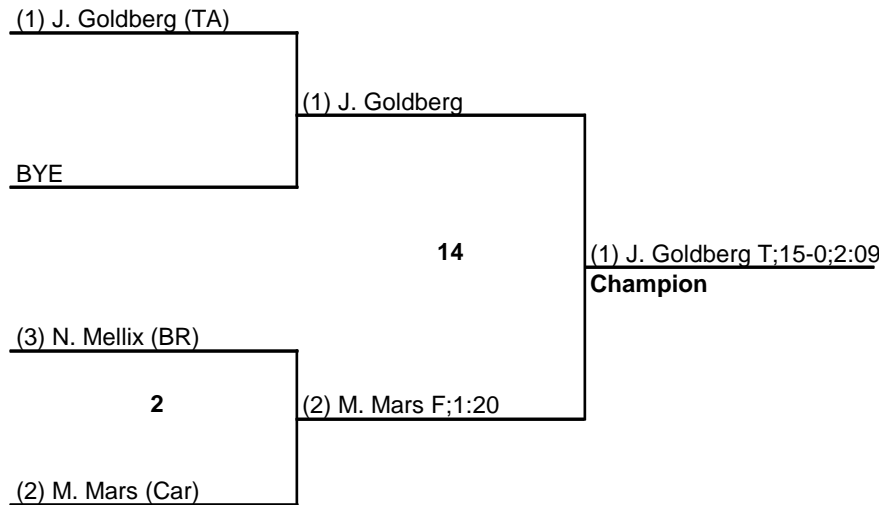 (1) J. Goldberg (TA)
(1) J. Goldberg
BYE
14
(1) J. Goldberg T;15-0;2:09
Champion
(3) N. Mellix (BR)
2
(2) M. Mars F;1:20
(2) M. Mars (Car)